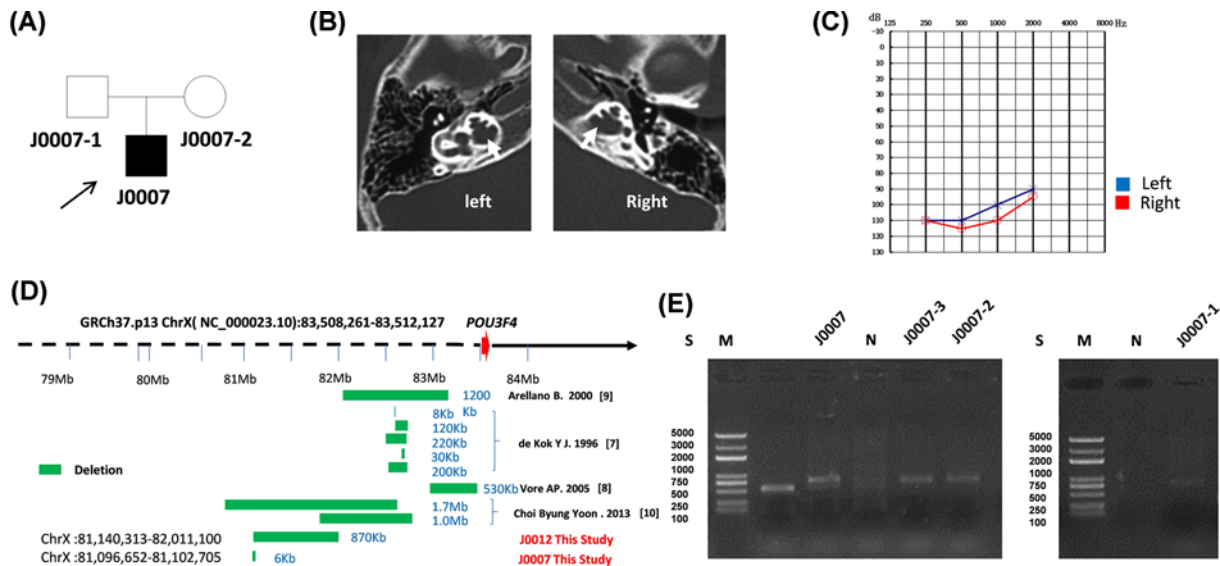 (A)
J0007-1
J0007-2
J0007
(B)
left
Right
(C)
dB 125 250 500 1000 2000 4000 8000 Hz
-10
0
10
20
30
40
50
60
70
80
90
100
110
120
130
Left
Right
(D)
GRCh37.p13 ChrX( NC_000023.10):83,508,261-83,512,127 POU3F4
79Mb 80Mb 81Mb 82Mb 83Mb 84Mb
1200 Kb Arellano B. 2000 [9]
8Kb
120Kb
220Kb de Kok Y J. 1996 [7]
30Kb
200Kb
Deletion
530Kb Vore AP. 2005 [8]
1.7Mb
Choi Byung Yoon . 2013 [10]
1.0Mb
ChrX :81,140,313-82,011,100 870Kb J0012 This Study
ChrX :81,096,652-81,102,705 6Kb J0007 This Study
(E)
S M J0007 N J0007-3 J0007-2
5000
3000
2000
1000
750
500
250
100
S M N J0007-1
5000
3000
2000
1000
750
500
250
100